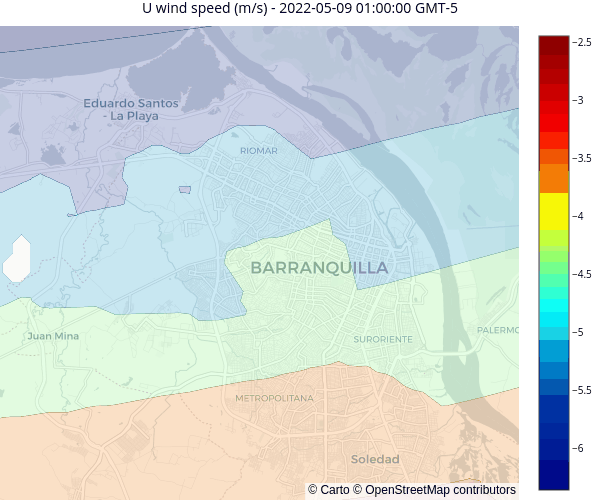 U wind speed (m/s) - 2022-05-09 01:00:00 GMT-5
−2.5
Eduardo Santos
- La Playa
−3
RIOMAR
−3.5
−4
BARRANQUILLA
−4.5
Juan Mina
SURORIENTE
PALERMO
−5
METROPOLITANA
−5.5
Soledad
−6
© Carto © OpenStreetMap contributors